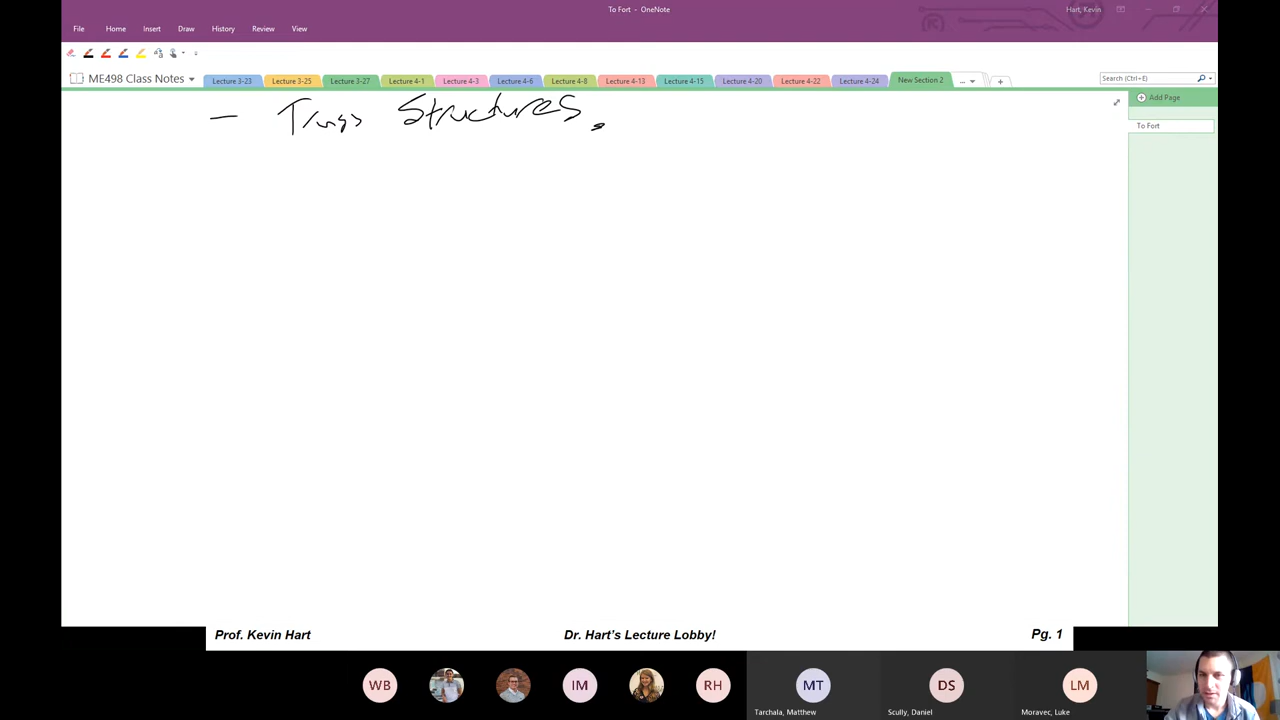 To Fort - OneNote
Hart, Kevin
File Home Insert Draw History Review View
ME498 Class Notes
Lecture 3-23 Lecture 3-25 Lecture 3-27 Lecture 4-1 Lecture 4-3 Lecture 4-6 Lecture 4-8 Lecture 4-13 Lecture 4-15 Lecture 4-20 Lecture 4-22 Lecture 4-24 New Section 2 ...
Search (Ctrl+E)
Add Page
To Fort
- Truss Structures.
Prof. Kevin Hart Dr. Hart's Lecture Lobby! Pg. 1
WB IM RH MT DS LM
Tarchala, Matthew Scully, Daniel Moravec, Luke